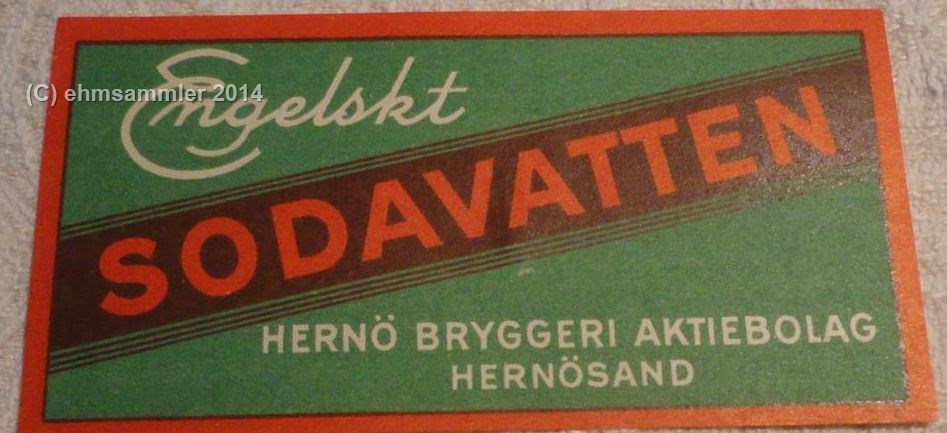 Engelskt
(C) ehmsammler 2014
SODAVATTEN
HERNÖ BRYGGERI AKTIEBOLAG
HERNÖSAND